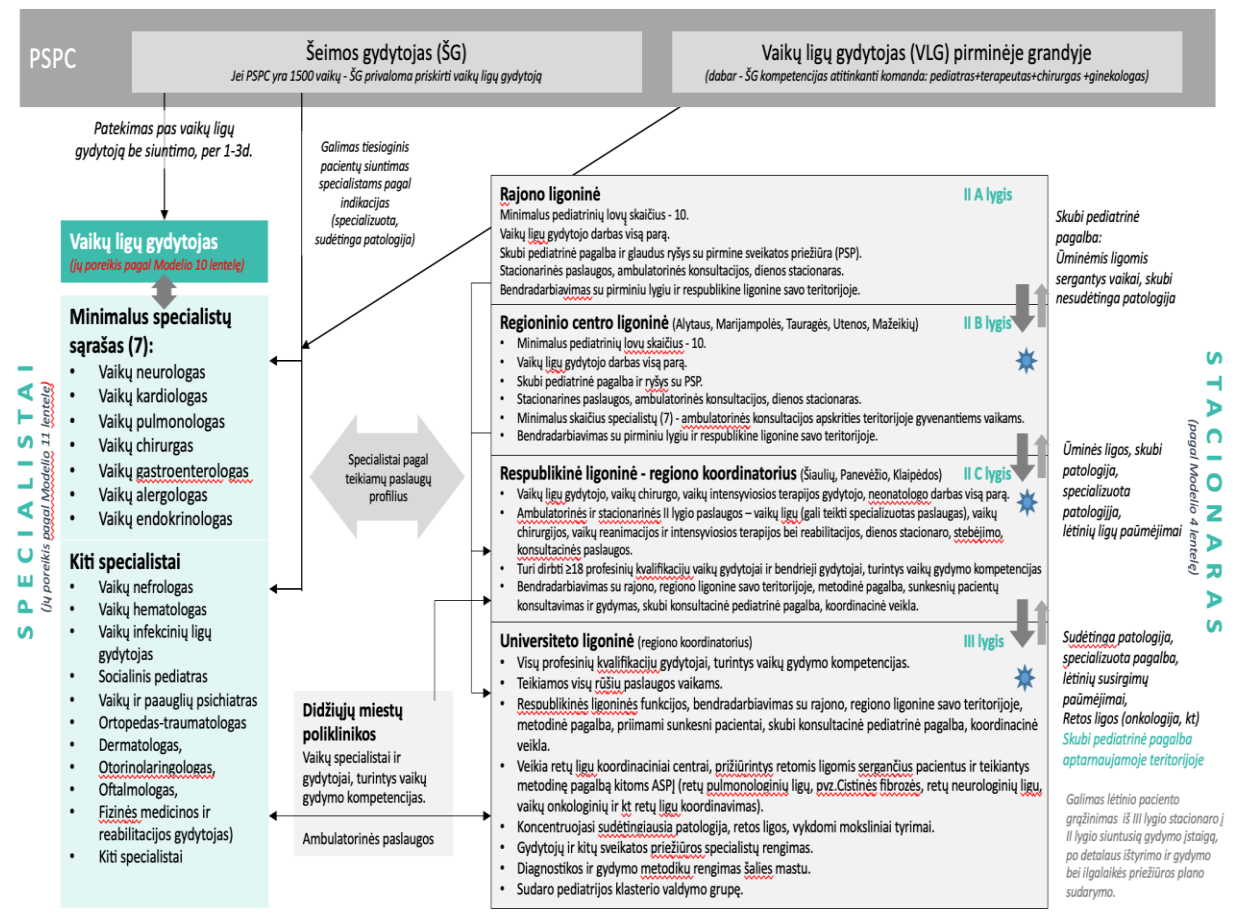 PSPC
Šeimos gydytojas (ŠG)
Jei PSPC yra 1500 vaikų - ŠG privaloma priskirti vaikų ligų gydytoją
Vaikų ligų gydytojas (VLG) pirminėje grandyje
(dabar - ŠG kompetencijas atitinkanti komanda: pediatras+terapeutas+chirurgas +ginekologas)
Patekimas pas vaikų ligų
gydytoją be siuntimo, per 1-3d.
Galimas tiesioginis
pacientų siuntimas
specialistams pagal
indikacijas
(specializuota,
sudėtinga patologija)
SPECIALISTAI
(jų poreikis pagal Modelio 11 lentelę)
Vaikų ligų gydytojas
(jų poreikis pagal Modelio 10 lentelę)
Minimalus specialistų
sąrašas (7):
• Vaikų neurologas
• Vaikų kardiologas
• Vaikų pulmonologas
• Vaikų chirurgas
• Vaikų gastroenterologas
• Vaikų alergologas
• Vaikų endokrinologas
Kiti specialistai
• Vaikų nefrologas
• Vaikų hematologas
• Vaikų infekcinių ligų
gydytojas
• Socialinis pediatras
• Vaikų ir paauglių psichiatras
• Ortopedas-traumatologas
• Dermatologas,
• Otorinolaringologas,
• Oftalmologas,
• Fizinės medicinos ir
reabilitacijos gydytojas)
• Kiti specialistai
Specialistai pagal
teikiamų paslaugų
profilius
Didžiųjų miestų
poliklinikos
Vaikų specialistai ir
gydytojai, turintys vaikų
gydymo kompetencijas.
Ambulatorinės paslaugos
Rajono ligoninė II A lygis
Minimalus pediatrinių lovų skaičius - 10.
Vaikų ligų gydytojo darbas visą parą.
Skubi pediatrinė pagalba ir glaudus ryšys su pirmine sveikatos priežiūra (PSP).
Stacionarinės paslaugos, ambulatorinės konsultacijos, dienos stacionaras.
Bendradarbiavimas su pirminiu lygiu ir respublikine ligonine savo teritorijoje.
Regioninio centro ligoninė (Alytaus, Marijampolės, Tauragės, Utenos, Mažeikių) II B lygis
• Minimalus pediatrinių lovų skaičius - 10.
• Vaikų ligų gydytojo darbas visą parą.
• Skubi pediatrinė pagalba ir ryšys su PSP.
• Stacionarines paslaugos, ambulatorinės konsultacijos, dienos stacionaras.
• Minimalus skaičius specialistų (7) - ambulatorinės konsultacijos apskrities teritorijoje gyvenantiems vaikams.
• Bendradarbiavimas su pirminiu lygiu ir respublikine ligonine savo teritorijoje.
Respublikinė ligoninė - regiono koordinatorius (Šiaulių, Panevėžio, Klaipėdos) II C lygis
• Vaikų ligų gydytojo, vaikų chirurgo, vaikų intensyviosios terapijos gydytojo, neonatologo darbas visą parą.
• Ambulatorinės ir stacionarinės II lygio paslaugos – vaikų ligų (gali teikti specializuotas paslaugas), vaikų
chirurgijos, vaikų reanimacijos ir intensyviosios terapijos bei reabilitacijos, dienos stacionaro, stebėjimo,
konsultacinės paslaugos.
• Turi dirbti ≥18 profesinių kvalifikacijų vaikų gydytojai ir bendrieji gydytojai, turintys vaikų gydymo kompetencijas
• Bendradarbiavimas su rajono, regiono ligonine savo teritorijoje, metodinė pagalba, sunkesnių pacientų
konsultavimas ir gydymas, skubi konsultacinė pediatrinė pagalba, koordinacinė veikla.
Universiteto ligoninė (regiono koordinatorius) III lygis
• Visų profesinių kvalifikacijų gydytojai, turintys vaikų gydymo kompetencijas.
• Teikiamos visų rūšių paslaugos vaikams.
• Respublikinės ligoninės funkcijos, bendradarbiavimas su rajono, regiono ligonine savo teritorijoje,
metodinė pagalba, priimami sunkesni pacientai, skubi konsultacinė pediatrinė pagalba, koordinacinė
veikla.
• Veikia retų ligų koordinaciniai centrai, prižiūrintys retomis ligomis sergančius pacientus ir teikiantys
metodinę pagalbą kitoms ASPĮ (retų pulmonologinių ligų, pvz.Cistinės fibrozės, retų neurologinių ligų,
vaikų onkologinių ir kt retų ligų koordinavimas).
• Koncentruojasi sudėtingiausia patologija, retos ligos, vykdomi moksliniai tyrimai.
• Gydytojų ir kitų sveikatos priežiūros specialistų rengimas.
• Diagnostikos ir gydymo metodikų rengimas šalies mastu.
• Sudaro pediatrijos klasterio valdymo grupę.
Skubi pediatrinė
pagalba:
Ūminėmis ligomis
sergantys vaikai, skubi
nesudėtinga patologija
Ūminės ligos, skubi
patologija,
specializuota
patologijja,
lėtinių ligų paūmėjimai
Sudėtinga patologija,
specializuota pagalba,
lėtinių susirgimų
paūmėjimai,
Retos ligos (onkologija, kt)
Skubi pediatrinė pagalba
aptarnaujamoje teritorijoje
Galimas lėtinio paciento
grąžinimas iš III lygio stacionaro į
II lygio siuntusią gydymo įstaigą,
po detalaus ištyrimo ir gydymo
bei ilgalaikės priežiūros plano
sudarymo.
STACIONARAS
(pagal Modelio 4 lentelę)